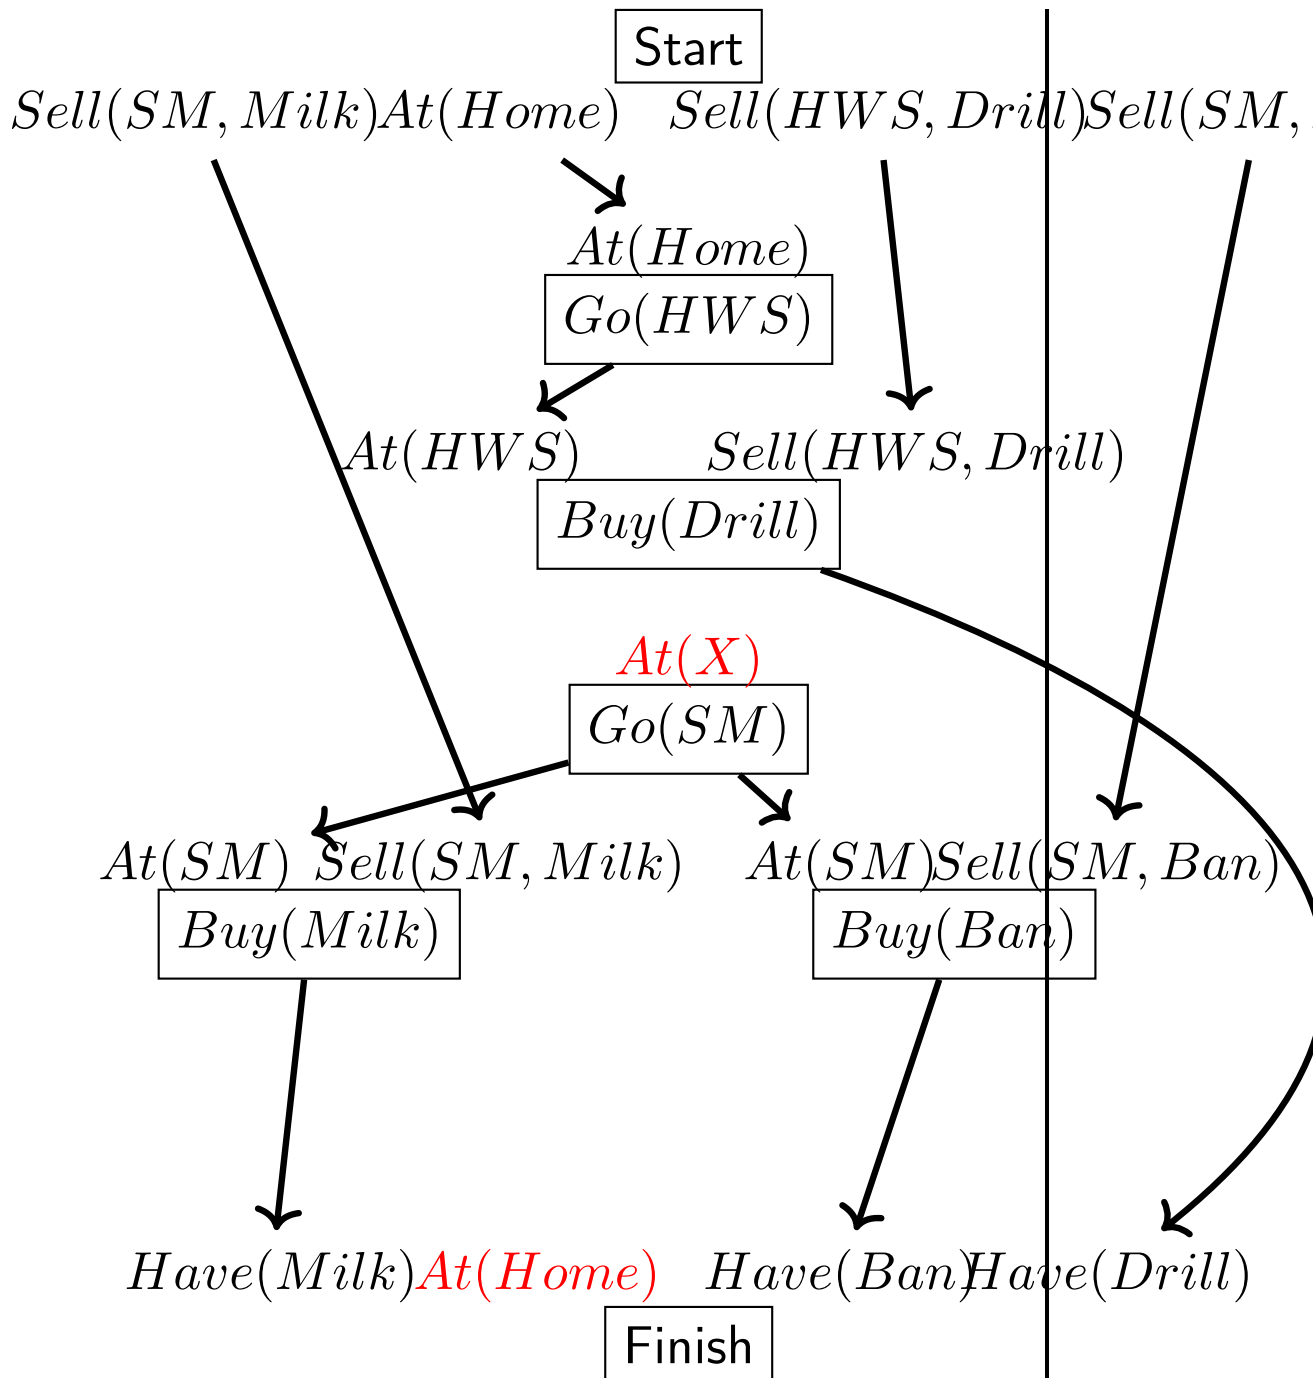 Start
Sell(SM, Milk) At(Home) Sell(HWS, Drill) Sell(SM,
At(Home)
Go(HWS)
At(HWS) Sell(HWS, Drill)
Buy(Drill)
At(X)
Go(SM)
At(SM) Sell(SM, Milk) At(SM) Sell(SM, Ban)
Buy(Milk) Buy(Ban)
Have(Milk) At(Home) Have(Ban) Have(Drill)
Finish